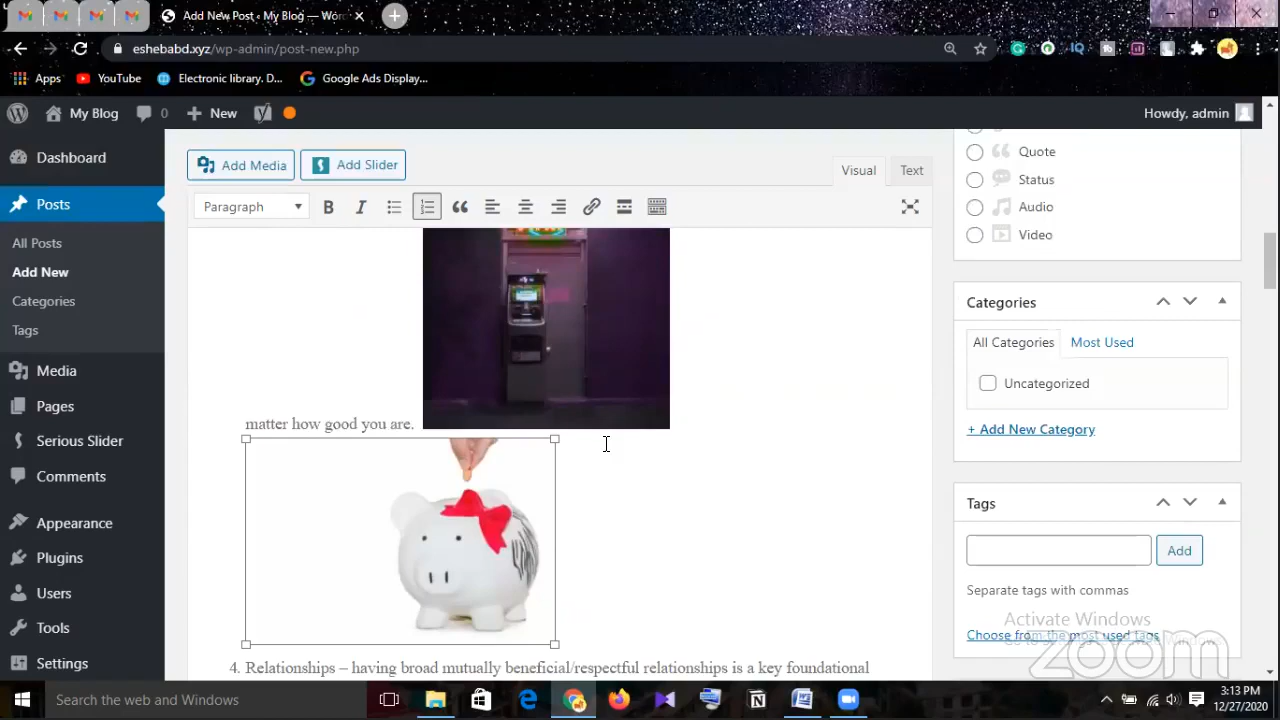 Add New Post ‹ My Blog — Wor
eshebabd.xyz/wp-admin/post-new.php
Apps
YouTube
Electronic library. D...
Google Ads Display...
My Blog
0
New
Howdy, admin
Dashboard
Posts
All Posts
Add New
Categories
Tags
Media
Pages
Serious Slider
Comments
Appearance
Plugins
Users
Tools
Settings
Add Media
Add Slider
Visual
Text
Paragraph
B
I
matter how good you are.
4. Relationships – having broad mutually beneficial/respectful relationships is a key foundational
Quote
Status
Audio
Video
Categories
All Categories
Most Used
Uncategorized
+ Add New Category
Tags
Add
Separate tags with commas
Activate Windows
Choose from the most used tags
zoom
Search the web and Windows
3:13 PM
12/27/2020